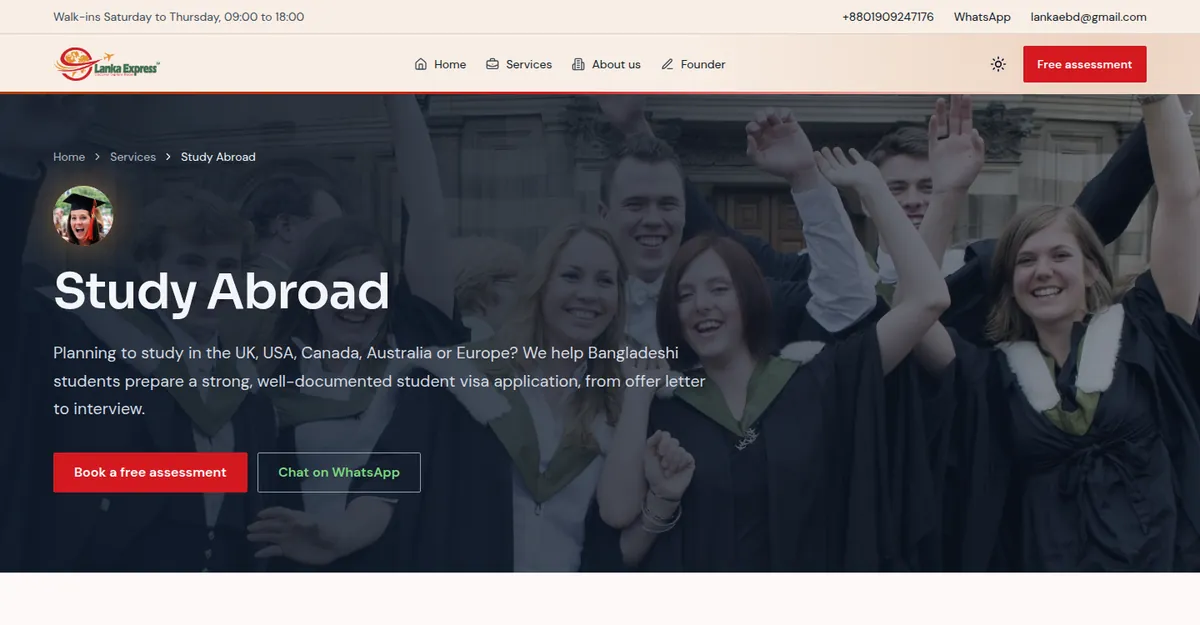 Walk-ins Saturday to Thursday, 09:00 to 18:00
+8801909247176
WhatsApp
lankaebd@gmail.com
Lanka Express
Home
Services
About us
Founder
Free assessment
Home > Services > Study Abroad
Study Abroad
Planning to study in the UK, USA, Canada, Australia or Europe? We help Bangladeshi
students prepare a strong, well-documented student visa application, from offer letter
to interview.
Book a free assessment
Chat on WhatsApp